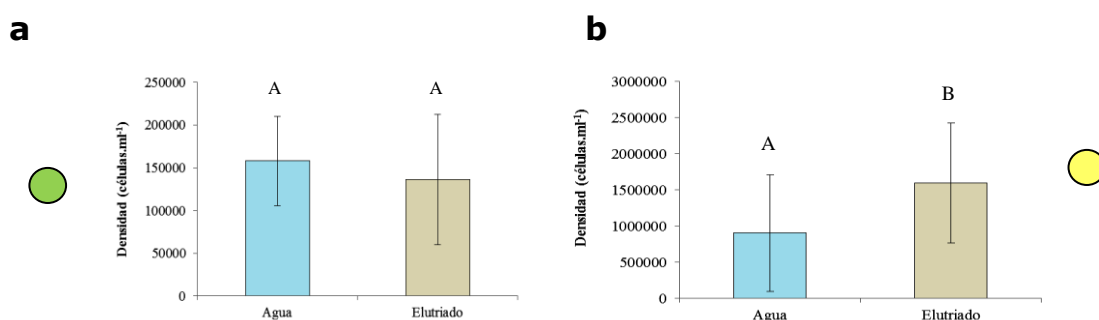 a
b
Densidad (células.ml⁻¹)
250000
200000
150000
100000
50000
0
A
A
Agua
Elutriado
Densidad (células.ml⁻¹)
3000000
2500000
2000000
1500000
1000000
500000
0
A
B
Agua
Elutriado